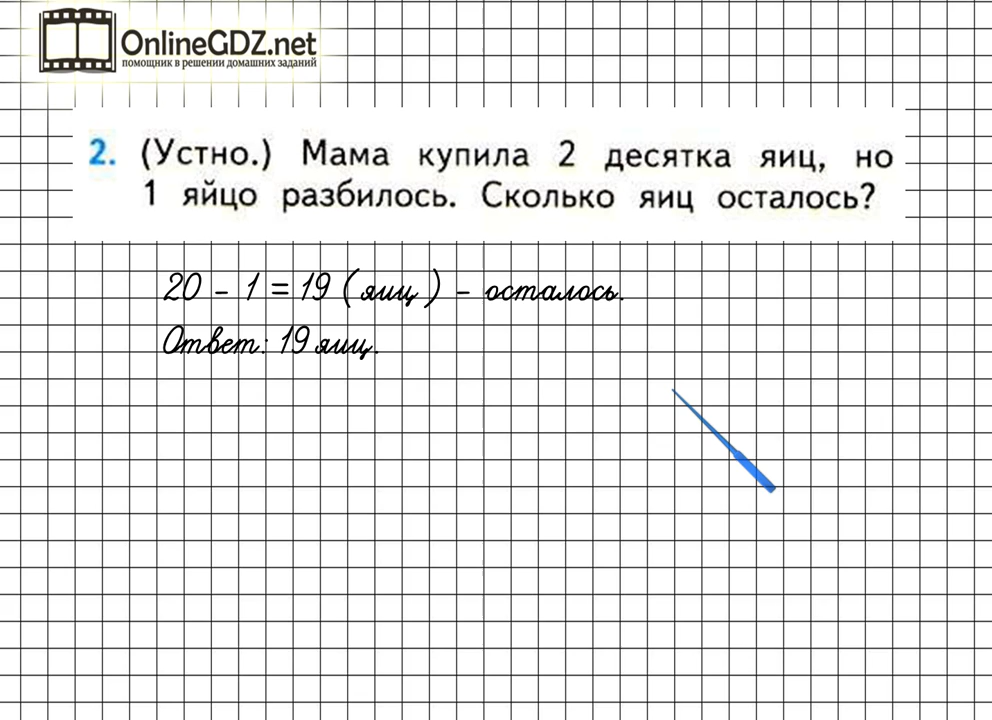 OnlineGDZ.net
помощник в решении домашних заданий
2. (Устно.) Мама купила 2 десятка яиц, но
1 яйцо разбилось. Сколько яиц осталось?
20 - 1 = 19 (яиц) - осталось.
Ответ: 19 яиц.